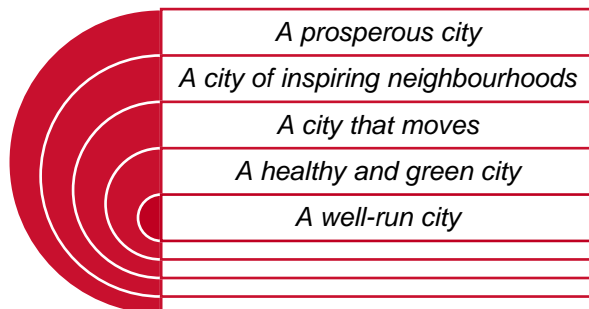 A prosperous city
A city of inspiring neighbourhoods
A city that moves
A healthy and green city
A well-run city